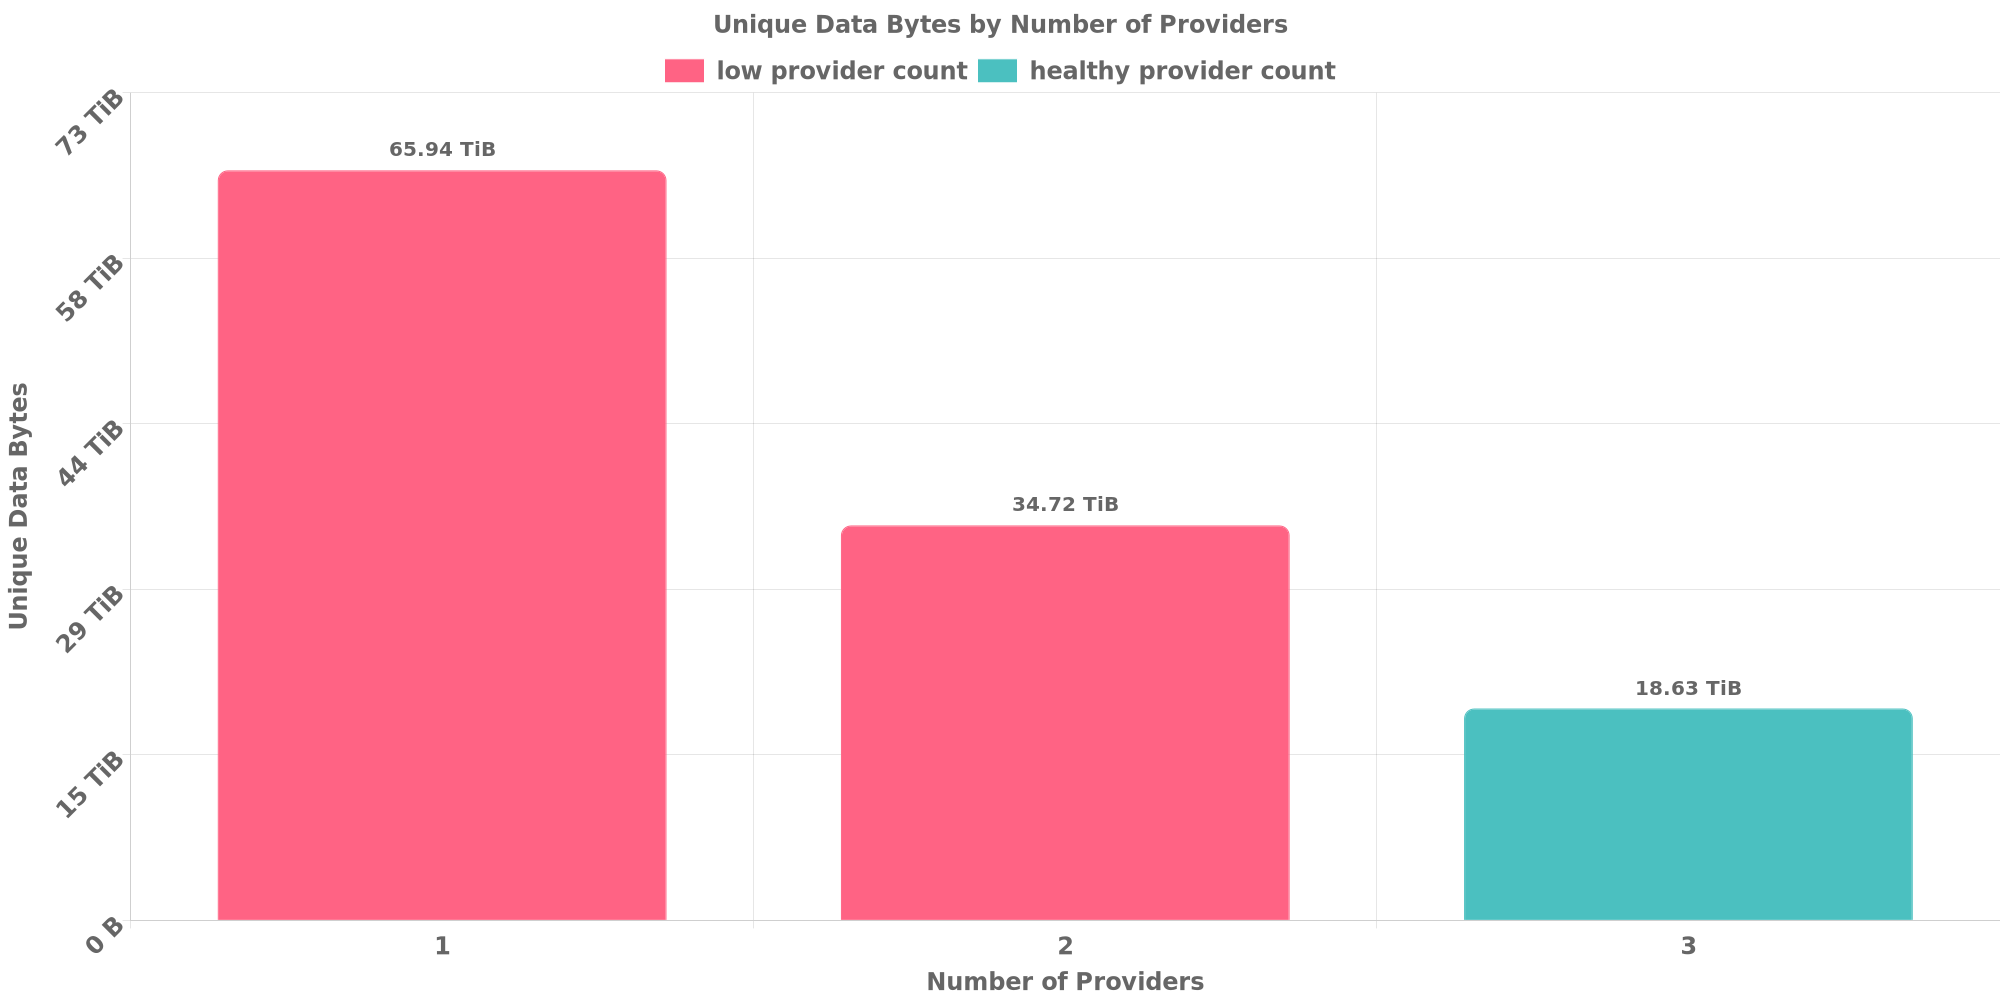 Unique Data Bytes by Number of Providers
low provider count healthy provider count
73 TiB
58 TiB
44 TiB
29 TiB
15 TiB
0 B
Unique Data Bytes
65.94 TiB
34.72 TiB
18.63 TiB
1 2 3
Number of Providers